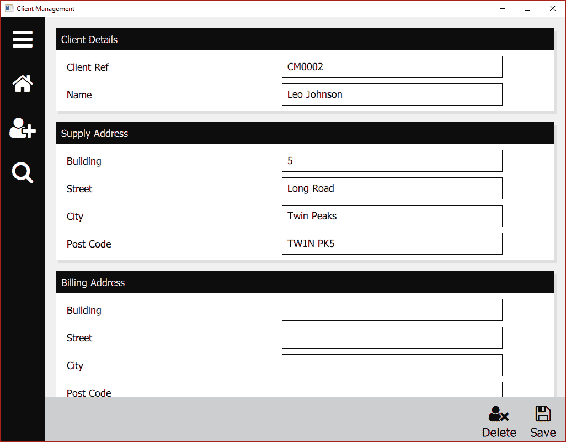 Client Management
Client Details
Client Ref CM0002
Name Leo Johnson
Supply Address
Building 5
Street Long Road
City Twin Peaks
Post Code TW1N PK5
Billing Address
Building
Street
City
Post Code
Delete Save